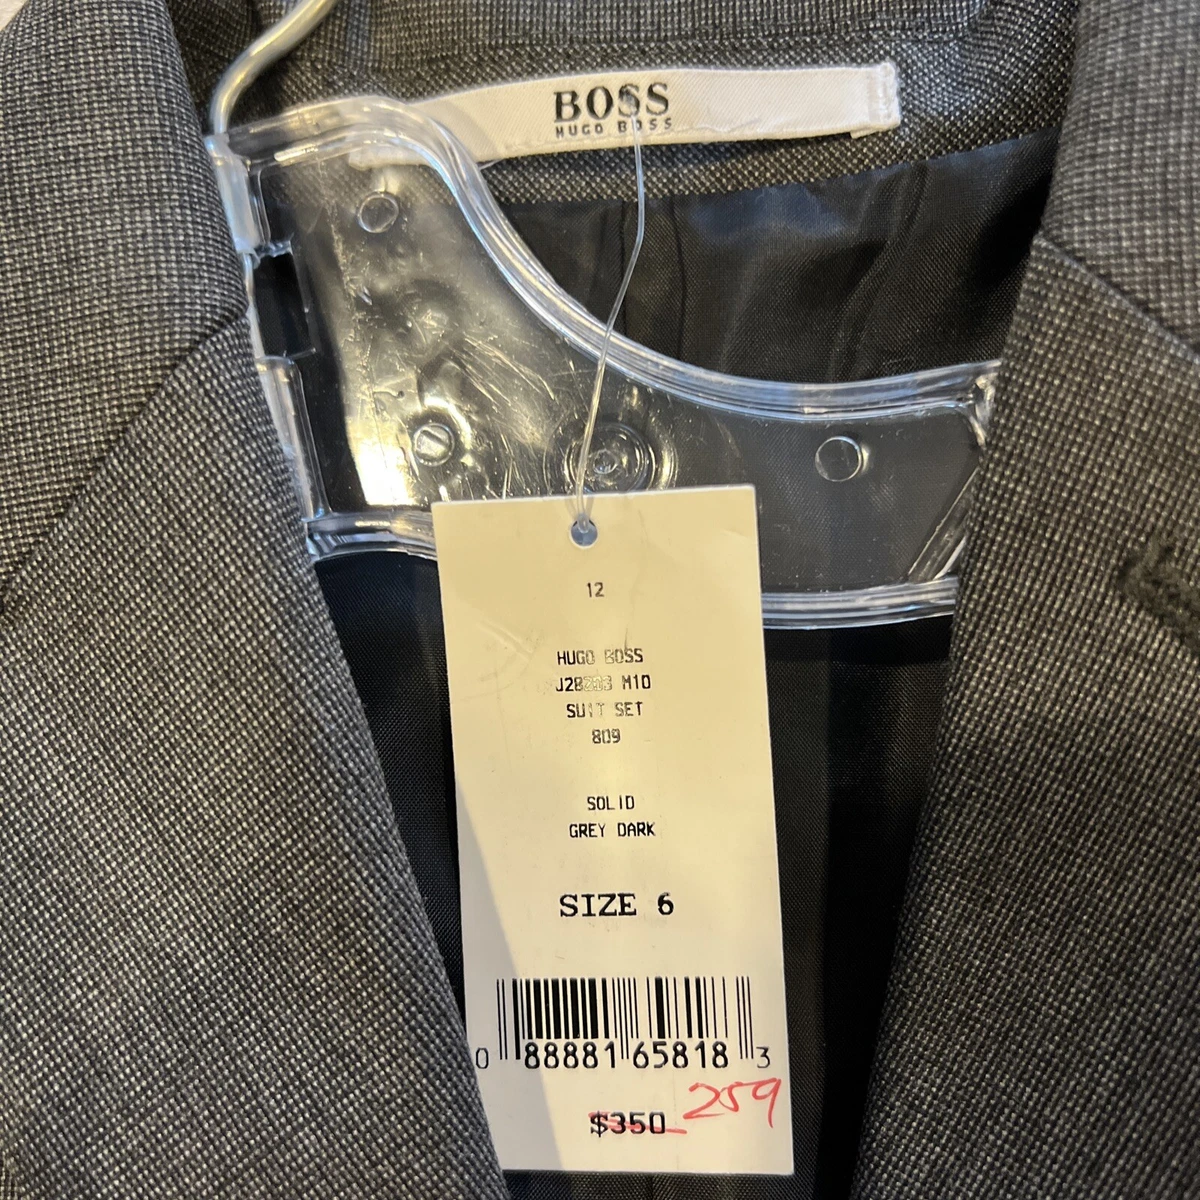 BOSS
HUGO BOSS
12
HUGO BOSS
M10
SUIT SET
809
SOLID
GREY DARK
SIZE 6
0 88881 65818 3
$350 259